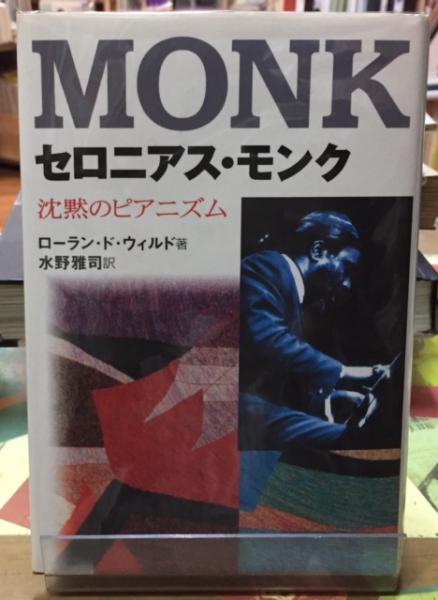 MONK
セロニアス・モンク
沈黙のピアニズム
ローラン・ド・ウィルド著
水野雅司訳